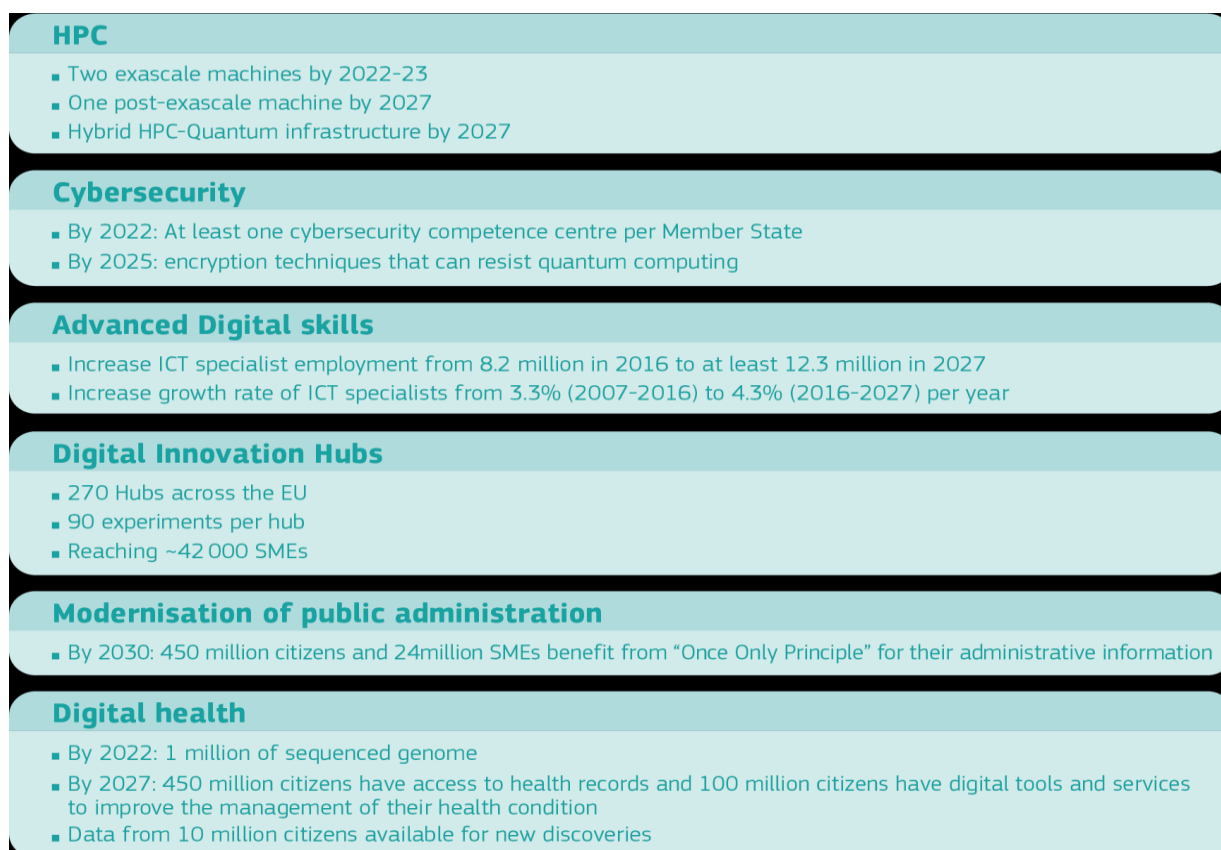 HPC
▪ Two exascale machines by 2022-23
▪ One post-exascale machine by 2027
▪ Hybrid HPC-Quantum infrastructure by 2027
Cybersecurity
▪ By 2022: At least one cybersecurity competence centre per Member State
▪ By 2025: encryption techniques that can resist quantum computing
Advanced Digital skills
▪ Increase ICT specialist employment from 8.2 million in 2016 to at least 12.3 million in 2027
▪ Increase growth rate of ICT specialists from 3.3% (2007-2016) to 4.3% (2016-2027) per year
Digital Innovation Hubs
▪ 270 Hubs across the EU
▪ 90 experiments per hub
▪ Reaching ~42 000 SMEs
Modernisation of public administration
▪ By 2030: 450 million citizens and 24million SMEs benefit from “Once Only Principle” for their administrative information
Digital health
▪ By 2022: 1 million of sequenced genome
▪ By 2027: 450 million citizens have access to health records and 100 million citizens have digital tools and services
to improve the management of their health condition
▪ Data from 10 million citizens available for new discoveries